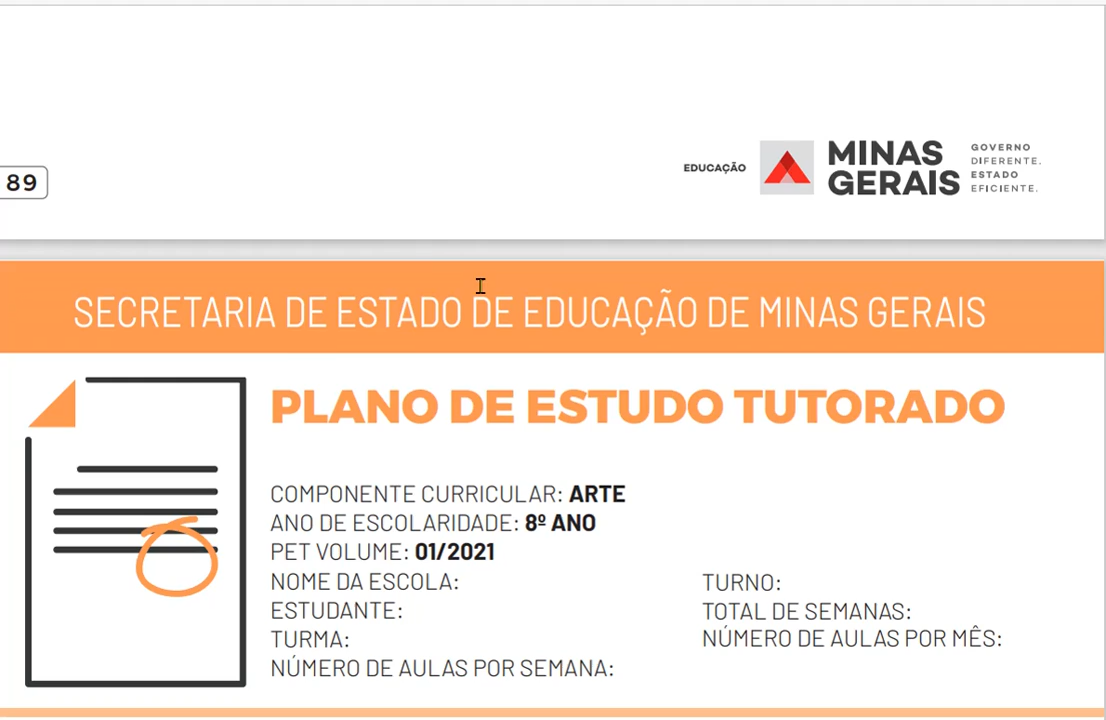 89
EDUCAÇÃO
MINAS
GERAIS
GOVERNO
DIFERENTE.
ESTADO
EFICIENTE.
SECRETARIA DE ESTADO DE EDUCAÇÃO DE MINAS GERAIS
PLANO DE ESTUDO TUTORADO
COMPONENTE CURRICULAR: ARTE
ANO DE ESCOLARIDADE: 8º ANO
PET VOLUME: 01/2021
NOME DA ESCOLA:
ESTUDANTE:
TURMA:
NÚMERO DE AULAS POR SEMANA:
TURNO:
TOTAL DE SEMANAS:
NÚMERO DE AULAS POR MÊS: